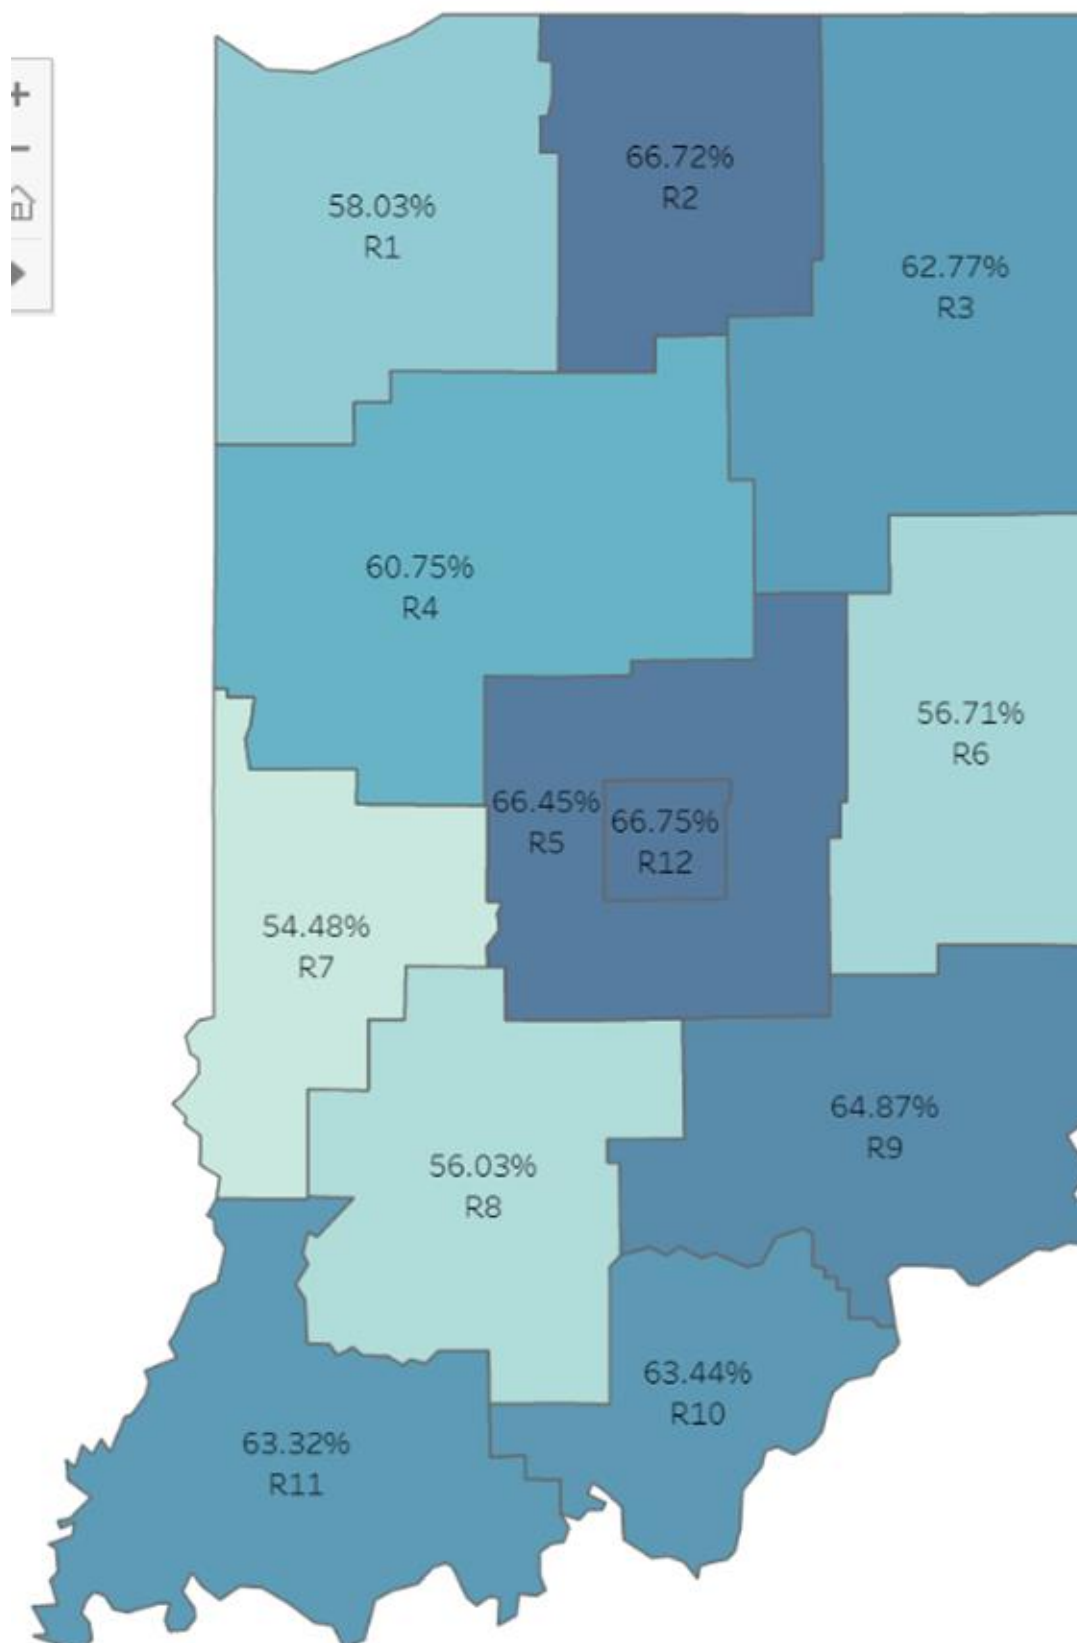 66.72%
R2
58.03%
R1
62.77%
R3
60.75%
R4
56.71%
R6
66.45%
R5
66.75%
R12
54.48%
R7
64.87%
R9
56.03%
R8
63.44%
R10
63.32%
R11